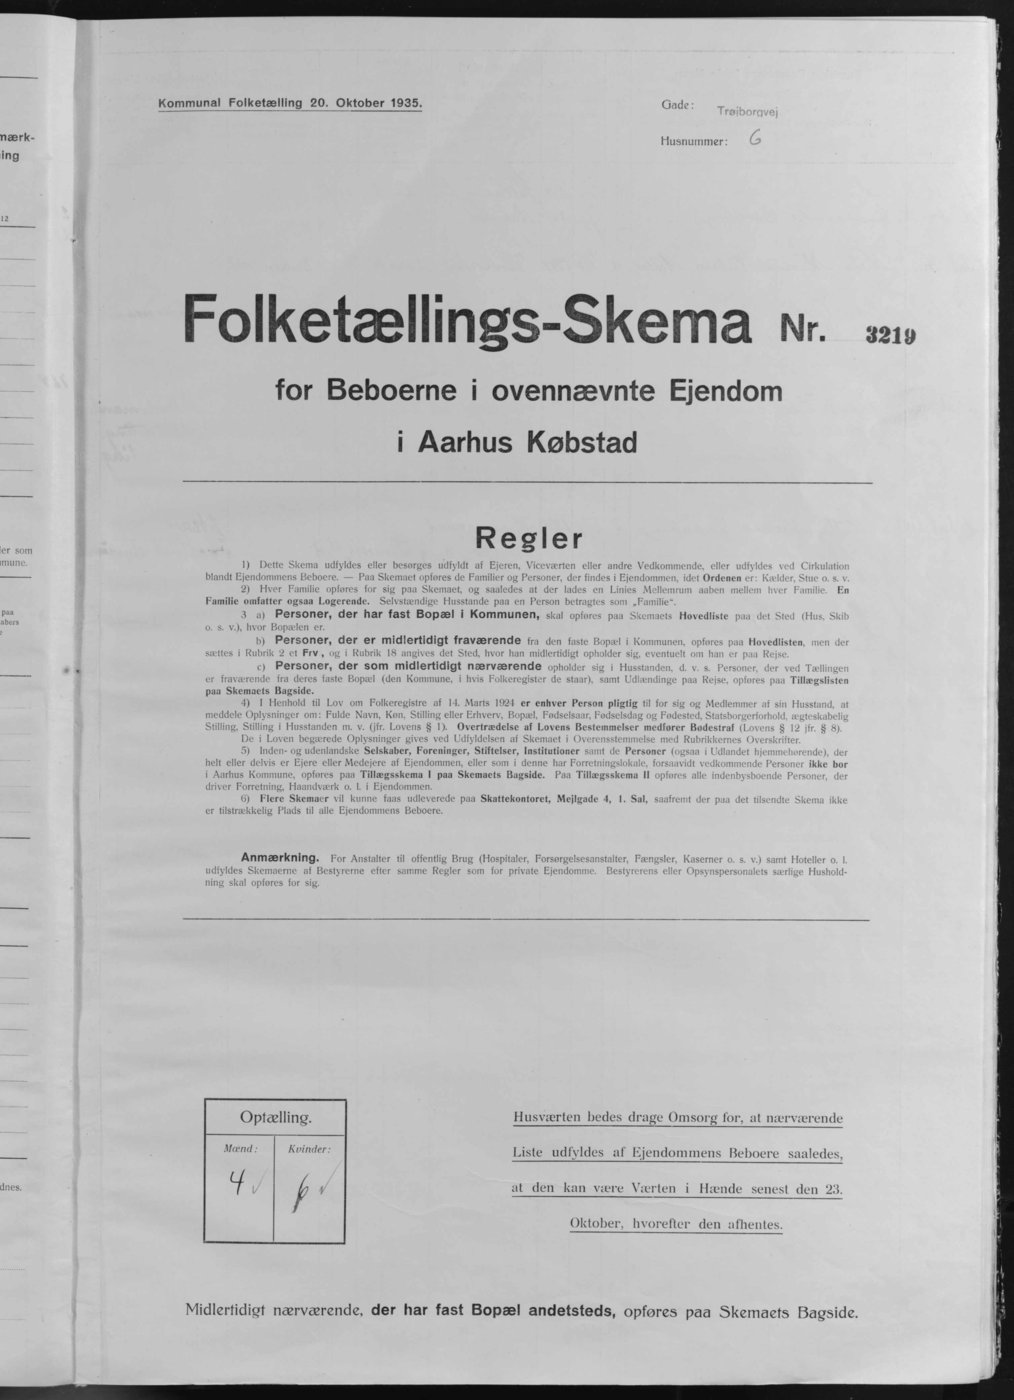 mærk-
ing
12
er som
mmune.
paa
abers
dnes.
Kommunal Folketælling 20. Oktober 1935.
Gade: Trøjborgvej
Husnummer: 6
Folketællings-Skema Nr. 3219
for Beboerne i ovennævnte Ejendom
i Aarhus Købstad
Regler
1) Dette Skema udfyldes eller besørges udfyldt af Ejeren, Viceværten eller andre Vedkommende, eller udfyldes ved Cirkulation
blandt Ejendommens Beboere. — Paa Skemaet opføres de Familier og Personer, der findes i Ejendommen, idet Ordenen er: Kælder, Stue o. s. v.
2) Hver Familie opføres for sig paa Skemaet, og saaledes at der lades en Linies Mellemrum aaben mellem hver Familie. En
Familie omfatter ogsaa Logerende. Selvstændige Husstande paa en Person betragtes som „Familie“.
3 a) Personer, der har fast Bopæl i Kommunen, skal opføres paa Skemaets Hovedliste paa det Sted (Hus, Skib
o. s. v.), hvor Bopælen er.
b) Personer, der er midlertidigt fraværende fra den faste Bopæl i Kommunen, opføres paa Hovedlisten, men der
sættes i Rubrik 2 et Frv, og i Rubrik 18 angives det Sted, hvor han midlertidigt opholder sig, eventuelt om han er paa Rejse.
c) Personer, der som midlertidigt nærværende opholder sig i Husstanden, d. v. s. Personer, der ved Tællingen
er fraværende fra deres faste Bopæl (den Kommune, i hvis Folkeregister de staar), samt Udlændinge paa Rejse, opføres paa Tillægslisten
paa Skemaets Bagside.
4) I Henhold til Lov om Folkeregistre af 14. Marts 1924 er enhver Person pligtig til for sig og Medlemmer af sin Husstand, at
meddele Oplysninger om: Fulde Navn, Køn, Stilling eller Erhverv, Bopæl, Fødselsaar, Fødselsdag og Fødested, Statsborgerforhold, ægteskabelig
Stilling, Stilling i Husstanden m. v. (jfr. Lovens § 1). Overtrædelse af Lovens Bestemmelser medfører Bødestraf (Lovens § 12 jfr. § 8).
De i Loven begærede Oplysninger gives ved Udfyldelsen af Skemaet i Overensstemmelse med Rubrikkernes Overskrifter.
5) Inden- og udenlandske Selskaber, Foreninger, Stiftelser, Institutioner samt de Personer (ogsaa i Udlandet hjemmehørende), der
helt eller delvis er Ejere eller Medejere af Ejendommen, eller som i denne har Forretningslokale, forsaavidt vedkommende Personer ikke bor
i Aarhus Kommune, opføres paa Tillægsskema I paa Skemaets Bagside. Paa Tillægsskema II opføres alle indenbysboende Personer, der
driver Forretning, Haandværk o. l. i Ejendommen.
6) Flere Skemaer vil kunne faas udleverede paa Skattekontoret, Mejlgade 4, 1. Sal, saafremt der paa det tilsendte Skema ikke
er tilstrækkelig Plads til alle Ejendommens Beboere.
Anmærkning. For Anstalter til offentlig Brug (Hospitaler, Forsørgelsesanstalter, Fængsler, Kaserner o. s. v.) samt Hoteller o. l.
udfyldes Skemaerne af Bestyrerne efter samme Regler som for private Ejendomme. Bestyrerens eller Opsynspersonalets særlige Hushold-
ning skal opføres for sig.
Optælling.
Mænd: Kvinder:
4 ✓ 6 ✓
Husværten bedes drage Omsorg for, at nærværende
Liste udfyldes af Ejendommens Beboere saaledes,
at den kan være Værten i Hænde senest den 23.
Oktober, hvorefter den afhentes.
Midlertidigt nærværende, der har fast Bopæl andetsteds, opføres paa Skemaets Bagside.